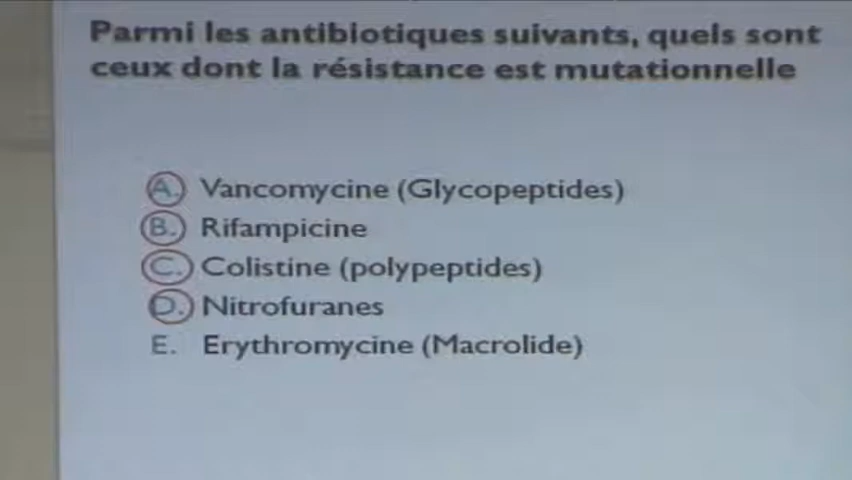 Parmi les antibiotiques suivants, quels sont
ceux dont la résistance est mutationnelle
A. Vancomycine (Glycopeptides)
B. Rifampicine
C. Colistine (polypeptides)
D. Nitrofuranes
E. Erythromycine (Macrolide)